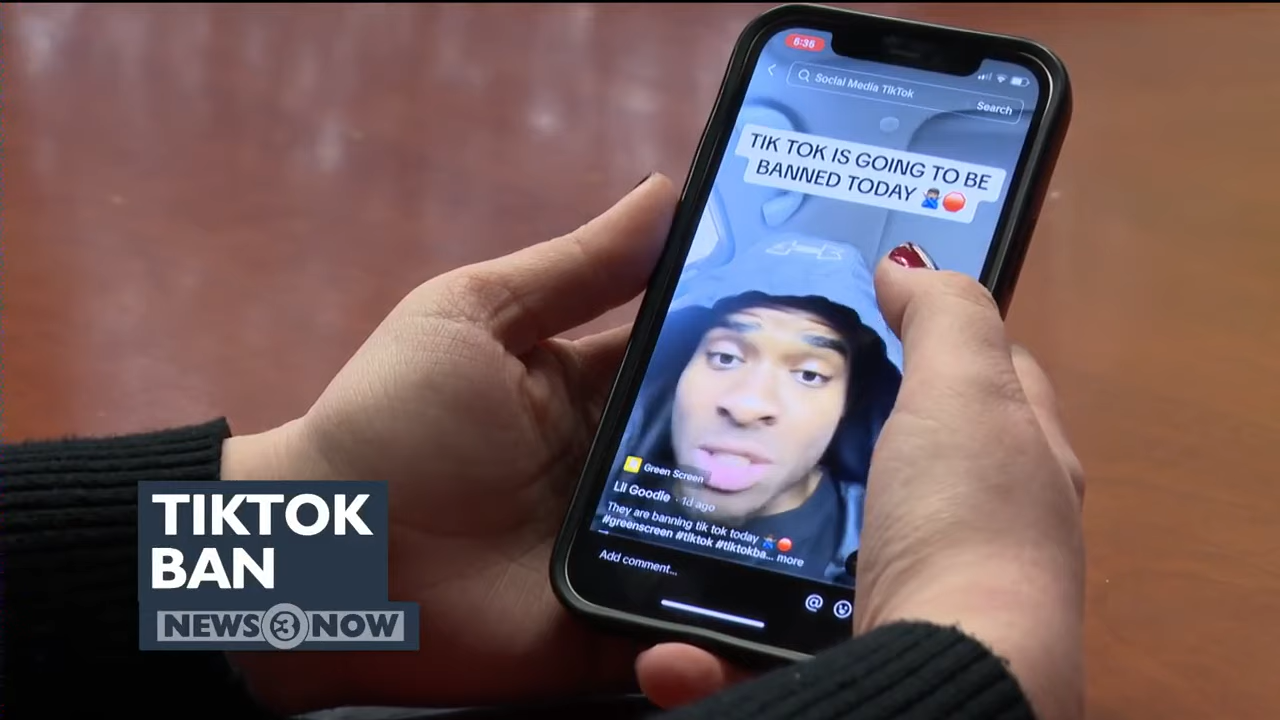 6:36
Social Media TikTok
Search
TIK TOK IS GOING TO BE
BANNED TODAY 🤷🏾‍♂️🛑
Green Screen
Lil Goodie · 1d ago
They are banning tik tok today 🤷🏾‍♂️🛑
#greenscreen #tiktok #tiktokba... more
Add comment...
@
TIKTOK
BAN
NEWS 3 NOW